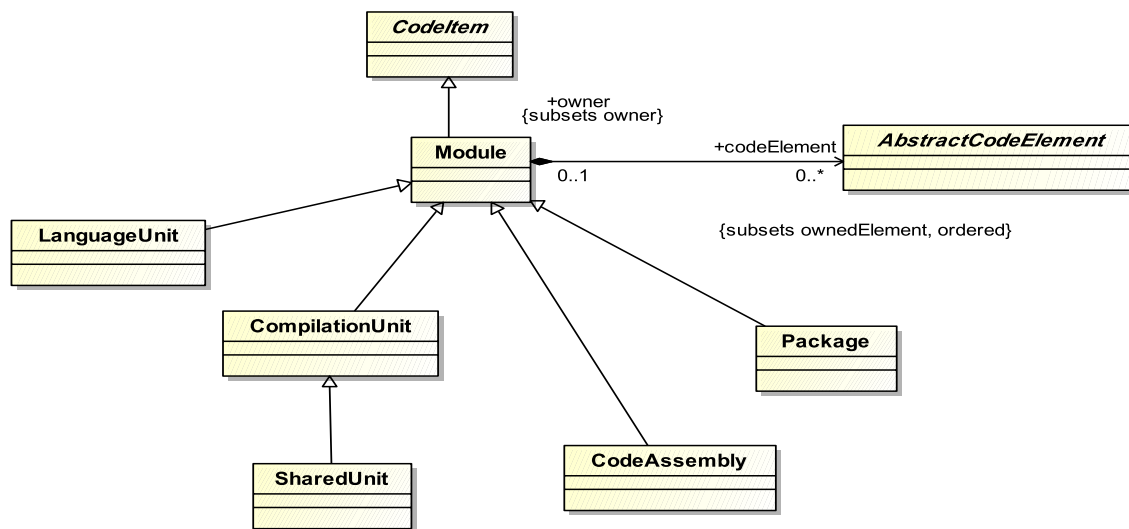 CodeItem
+owner
{subsets owner}
Module
+codeElement
AbstractCodeElement
0..1
0..*
LanguageUnit
{subsets ownedElement, ordered}
CompilationUnit
Package
CodeAssembly
SharedUnit